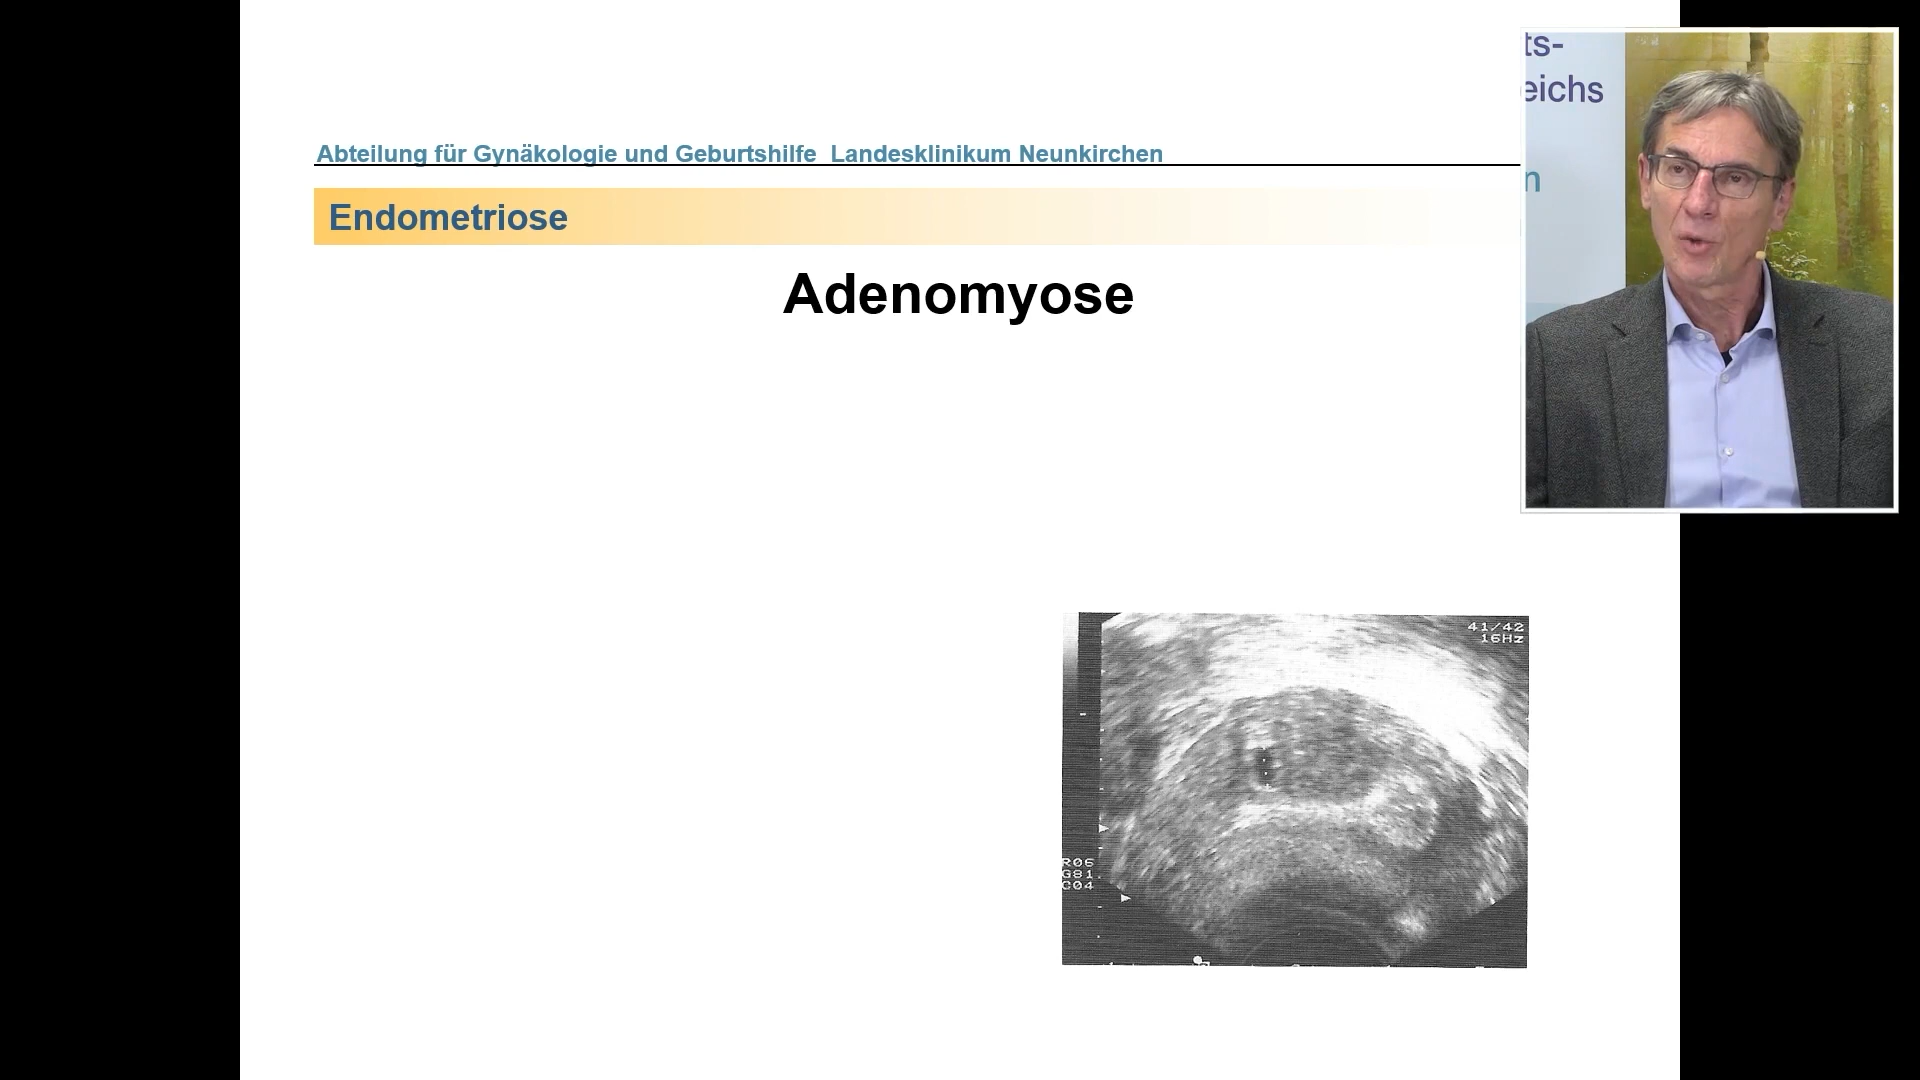 ts-
eichs
n
Abteilung für Gynäkologie und Geburtshilfe Landesklinikum Neunkirchen
Endometriose
Adenomyose
41/42
16Hz
R06
G81
C04